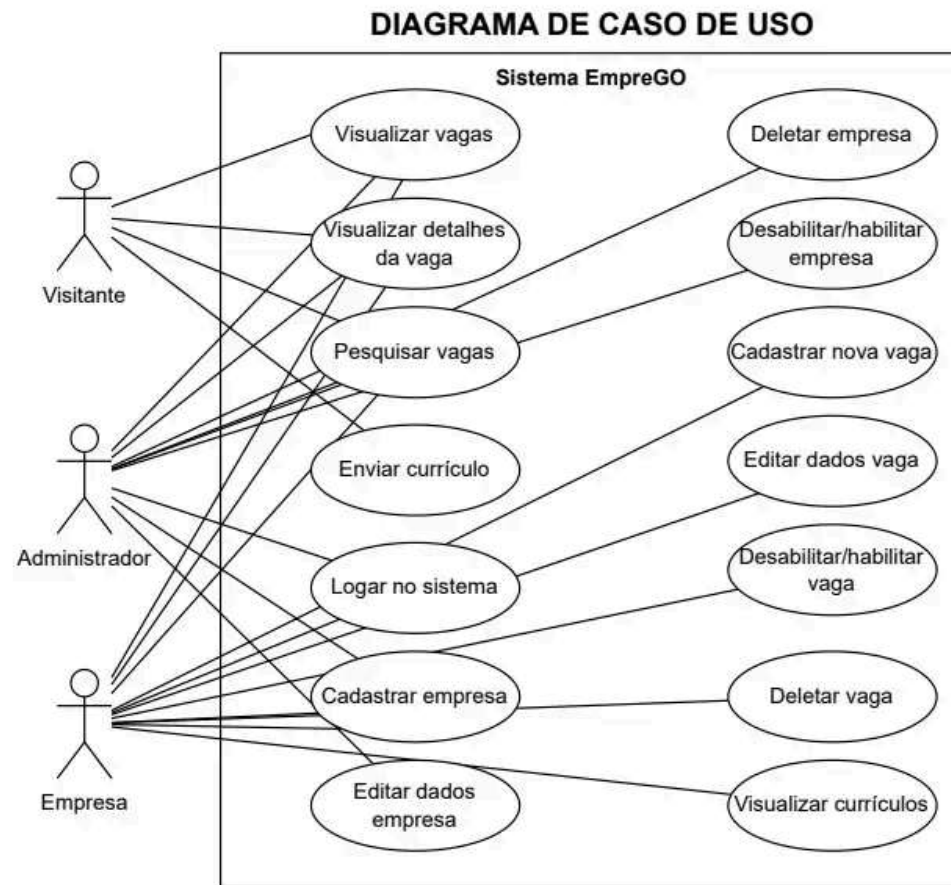 DIAGRAMA DE CASO DE USO
Sistema EmpreGO
Visualizar vagas
Deletar empresa
Visitante
Visualizar detalhes
da vaga
Desabilitar/habilitar
empresa
Pesquisar vagas
Cadastrar nova vaga
Administrador
Enviar currículo
Editar dados vaga
Logar no sistema
Desabilitar/habilitar
vaga
Empresa
Cadastrar empresa
Deletar vaga
Editar dados
empresa
Visualizar currículos